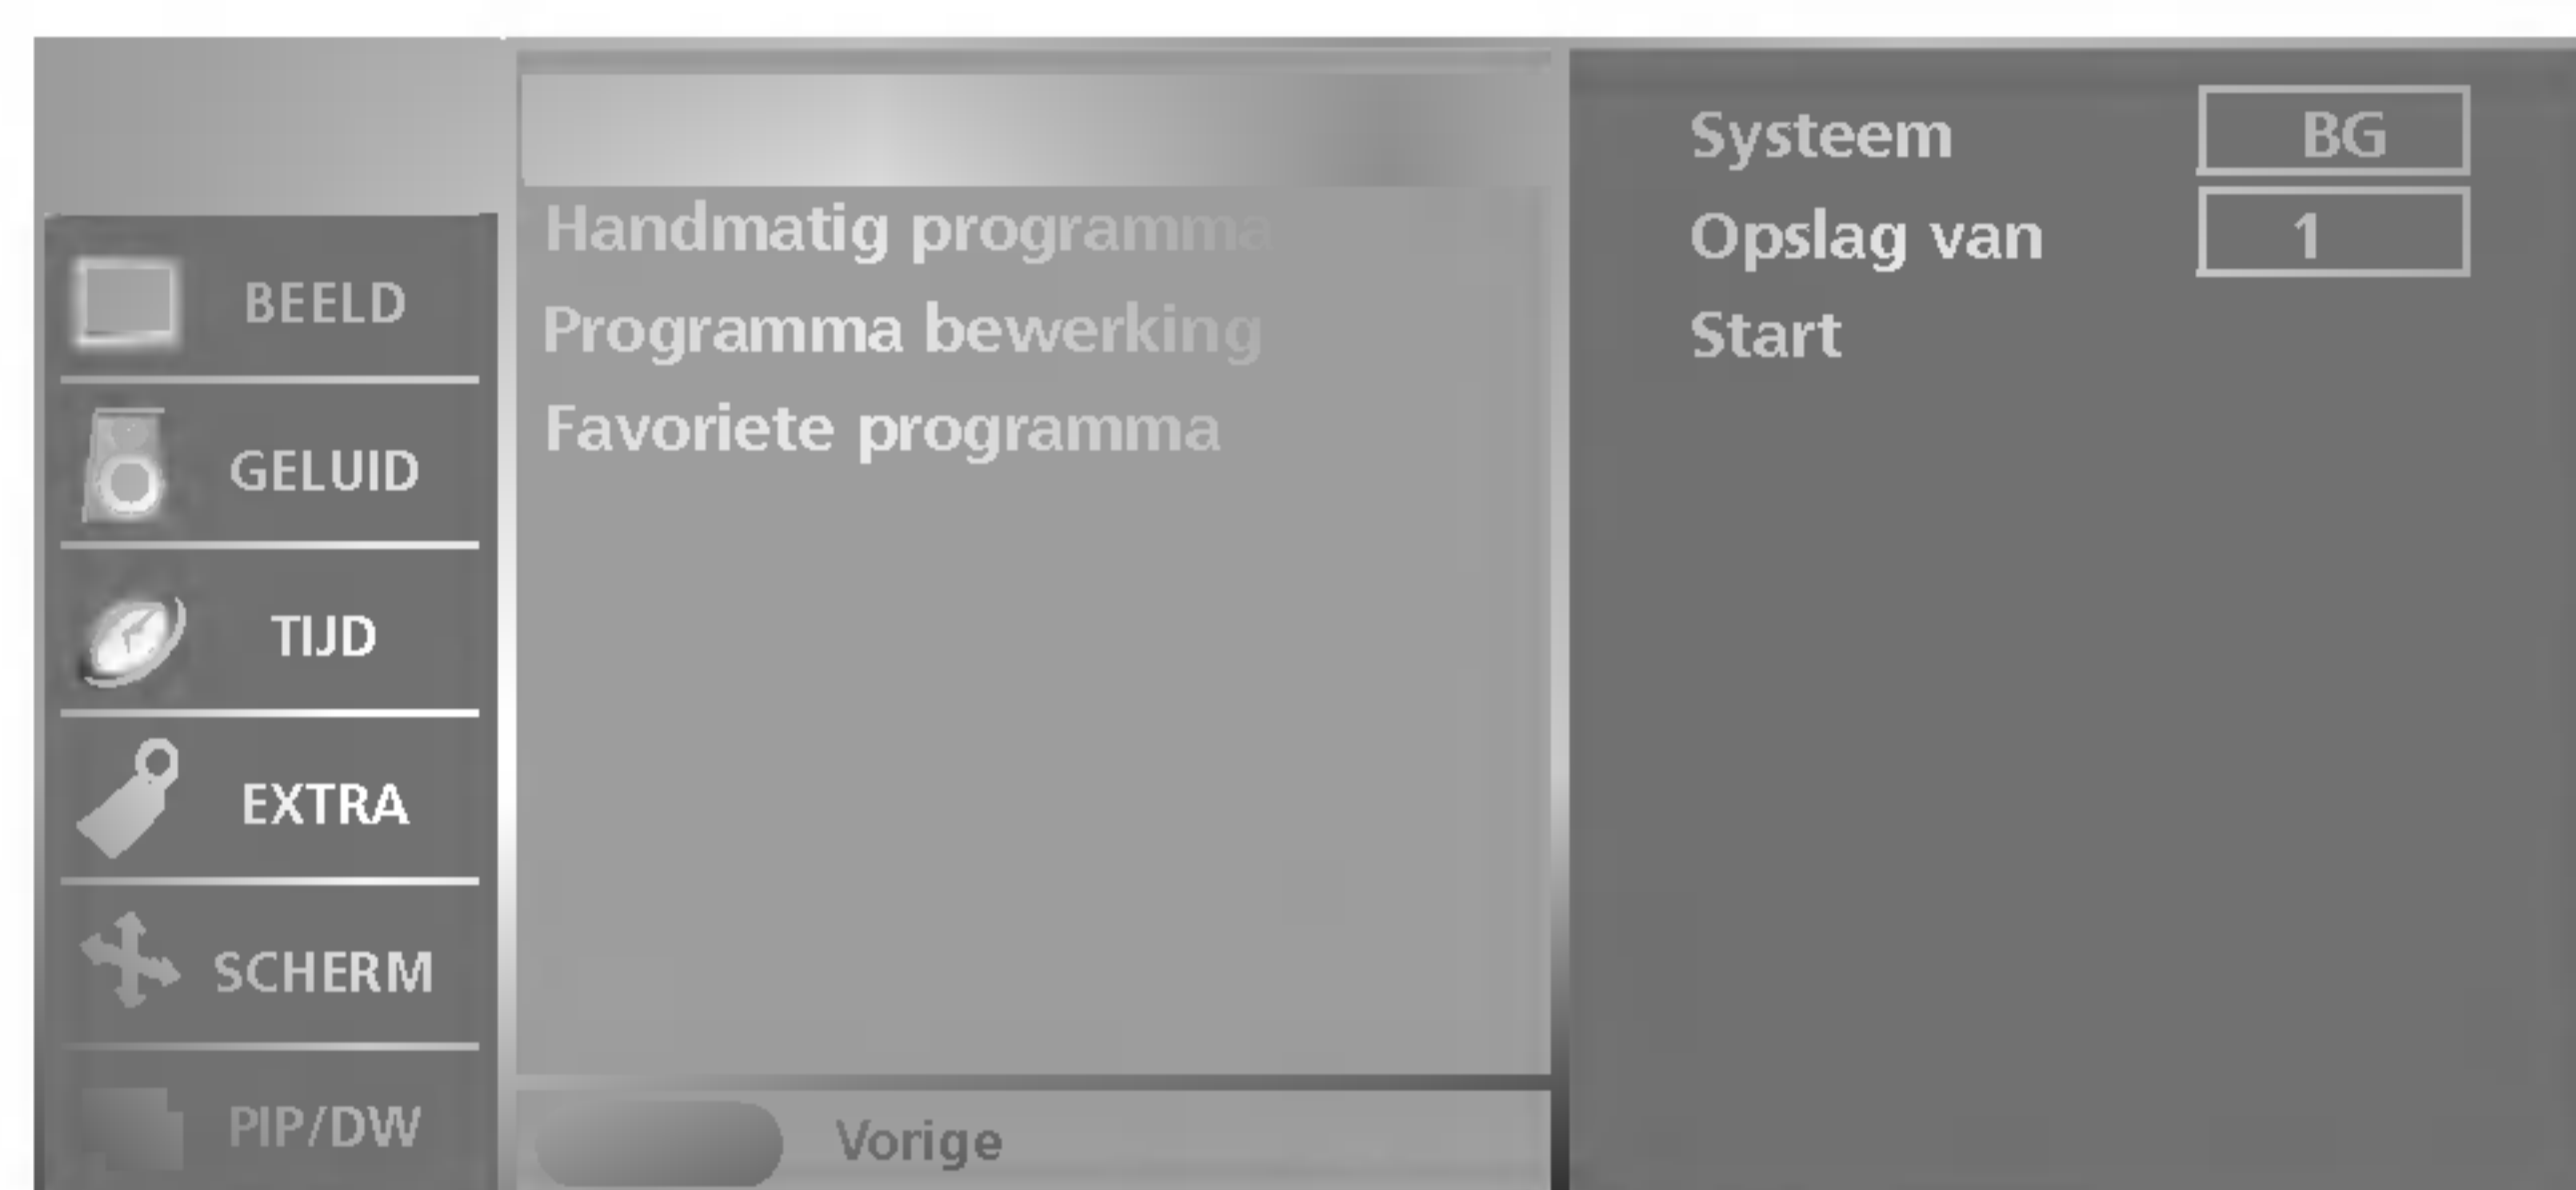 BEELD
GELUID
TIJD
EXTRA
SCHERM
PIP/DW
Handmatig programma
Programma bewerking
Favoriete programma
Vorige
Systeem BG
Opslag van 1
Start